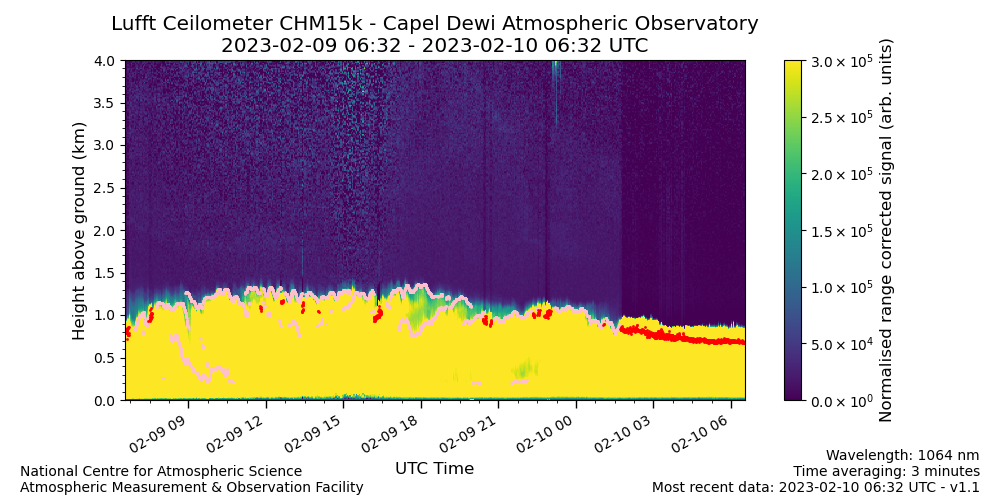 Lufft Ceilometer CHM15k - Capel Dewi Atmospheric Observatory
2023-02-09 06:32 - 2023-02-10 06:32 UTC
Height above ground (km)
4.0
3.5
3.0
2.5
2.0
1.5
1.0
0.5
0.0
02-09 09
02-09 12
02-09 15
02-09 18
02-09 21
02-10 00
02-10 03
02-10 06
UTC Time
3.0 × 10⁵
2.5 × 10⁵
2.0 × 10⁵
1.5 × 10⁵
1.0 × 10⁵
5.0 × 10⁴
0.0 × 10⁰
Normalised range corrected signal (arb. units)
National Centre for Atmospheric Science
Atmospheric Measurement & Observation Facility
Wavelength: 1064 nm
Time averaging: 3 minutes
Most recent data: 2023-02-10 06:32 UTC - v1.1